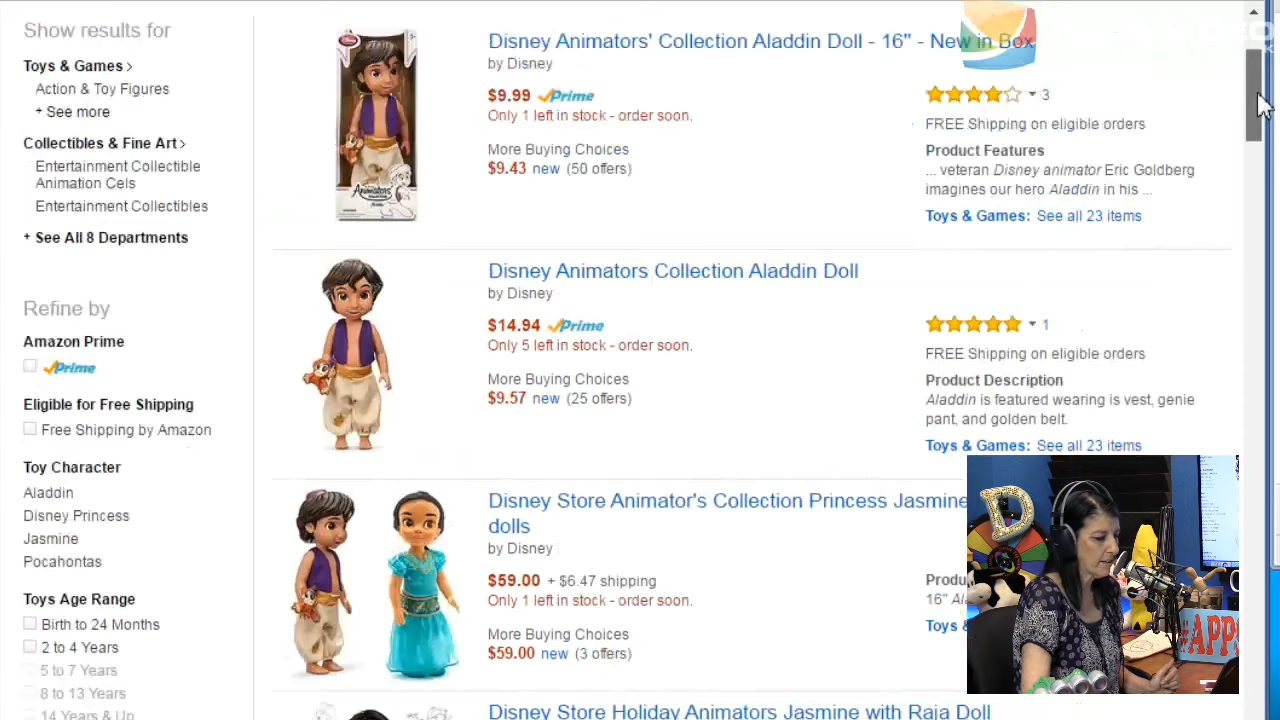 Show results for
Toys & Games >
Action & Toy Figures
+ See more
Collectibles & Fine Art >
Entertainment Collectible
Animation Cels
Entertainment Collectibles
+ See All 8 Departments
Refine by
Amazon Prime
Prime
Eligible for Free Shipping
Free Shipping by Amazon
Toy Character
Aladdin
Disney Princess
Jasmine
Pocahontas
Toys Age Range
Birth to 24 Months
2 to 4 Years
5 to 7 Years
8 to 13 Years
14 Years & Up
Disney Animators' Collection Aladdin Doll - 16" - New in Box
by Disney
$9.99 Prime
Only 1 left in stock - order soon.
More Buying Choices
$9.43 new (50 offers)
3
FREE Shipping on eligible orders
Product Features
... veteran Disney animator Eric Goldberg
imagines our hero Aladdin in his ...
Toys & Games: See all 23 items
Animators'
Disney Animators Collection Aladdin Doll
by Disney
$14.94 Prime
Only 5 left in stock - order soon.
More Buying Choices
$9.57 new (25 offers)
1
FREE Shipping on eligible orders
Product Description
Aladdin is featured wearing is vest, genie
pant, and golden belt.
Toys & Games: See all 23 items
Disney Store Animator's Collection Princess Jasmine
dolls
by Disney
$59.00 + $6.47 shipping
Only 1 left in stock - order soon.
More Buying Choices
$59.00 new (3 offers)
16"
D
#APPS
Disney Store Holiday Animators Jasmine with Raja Doll